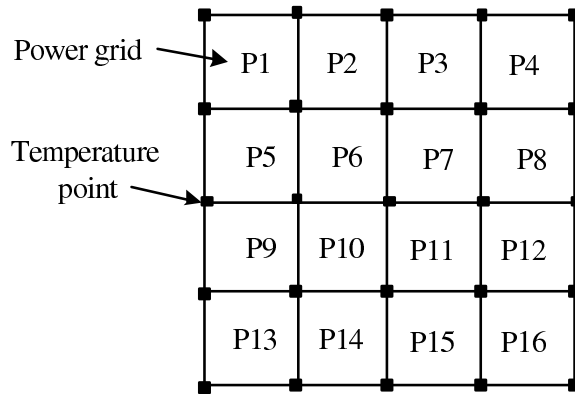 Power grid
P1 P2 P3 P4
Temperature
point
P5 P6 P7 P8
P9 P10 P11 P12
P13 P14 P15 P16